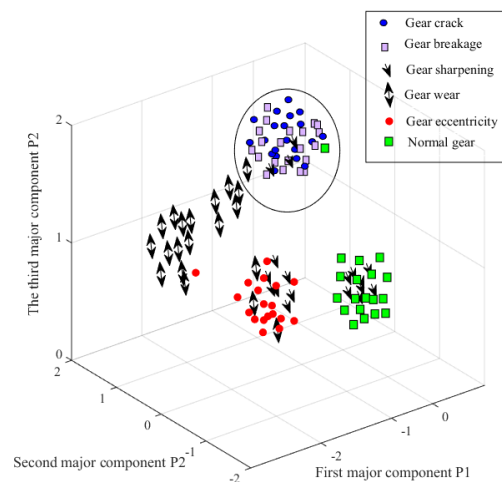 Gear crack
Gear breakage
Gear sharpening
Gear wear
Gear eccentricity
Normal gear
The third major component P2
2
1
0
2
1
0
-1
-2
Second major component P2
-2
-1
0
First major component P1